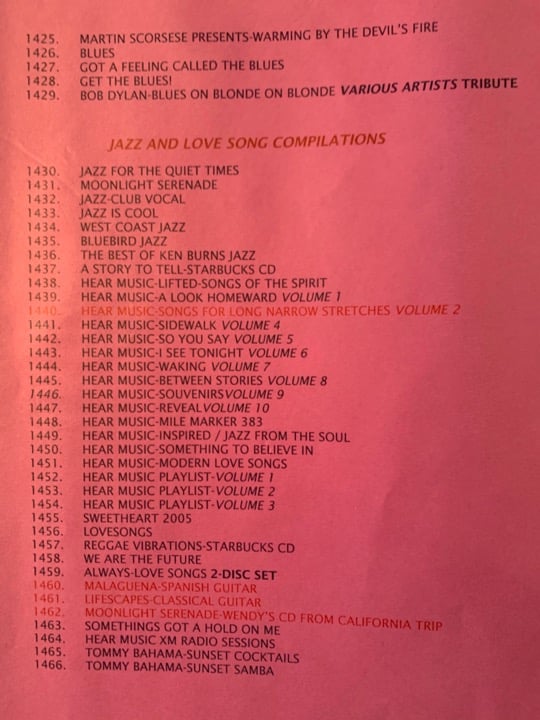 1425. MARTIN SCORSESE PRESENTS-WARMING BY THE DEVIL'S FIRE
1426. BLUES
1427. GOT A FEELING CALLED THE BLUES
1428. GET THE BLUES!
1429. BOB DYLAN-BLUES ON BLONDE ON BLONDE VARIOUS ARTISTS TRIBUTE
JAZZ AND LOVE SONG COMPILATIONS
1430. JAZZ FOR THE QUIET TIMES
1431. MOONLIGHT SERENADE
1432. JAZZ-CLUB VOCAL
1433. JAZZ IS COOL
1434. WEST COAST JAZZ
1435. BLUEBIRD JAZZ
1436. THE BEST OF KEN BURNS JAZZ
1437. A STORY TO TELL-STARBUCKS CD
1438. HEAR MUSIC-LIFTED-SONGS OF THE SPIRIT
1439. HEAR MUSIC-A LOOK HOMEWARD VOLUME 1
1440. HEAR MUSIC-SONGS FOR LONG NARROW STRETCHES VOLUME 2
1441. HEAR MUSIC-SIDEWALK VOLUME 4
1442. HEAR MUSIC-SO YOU SAY VOLUME 5
1443. HEAR MUSIC-I SEE TONIGHT VOLUME 6
1444. HEAR MUSIC-WAKING VOLUME 7
1445. HEAR MUSIC-BETWEEN STORIES VOLUME 8
1446. HEAR MUSIC-SOUVENIRSVOLUME 9
1447. HEAR MUSIC-REVEALVOLUME 10
1448. HEAR MUSIC-MILE MARKER 383
1449. HEAR MUSIC-INSPIRED / JAZZ FROM THE SOUL
1450. HEAR MUSIC-SOMETHING TO BELIEVE IN
1451. HEAR MUSIC-MODERN LOVE SONGS
1452. HEAR MUSIC PLAYLIST-VOLUME 1
1453. HEAR MUSIC PLAYLIST-VOLUME 2
1454. HEAR MUSIC PLAYLIST-VOLUME 3
1455. SWEETHEART 2005
1456. LOVESONGS
1457. REGGAE VIBRATIONS-STARBUCKS CD
1458. WE ARE THE FUTURE
1459. ALWAYS-LOVE SONGS 2-DISC SET
1460. MALAGUENA-SPANISH GUITAR
1461. LIFESCAPES-CLASSICAL GUITAR
1462. MOONLIGHT SERENADE-WENDY'S CD FROM CALIFORNIA TRIP
1463. SOMETHINGS GOT A HOLD ON ME
1464. HEAR MUSIC XM RADIO SESSIONS
1465. TOMMY BAHAMA-SUNSET COCKTAILS
1466. TOMMY BAHAMA-SUNSET SAMBA